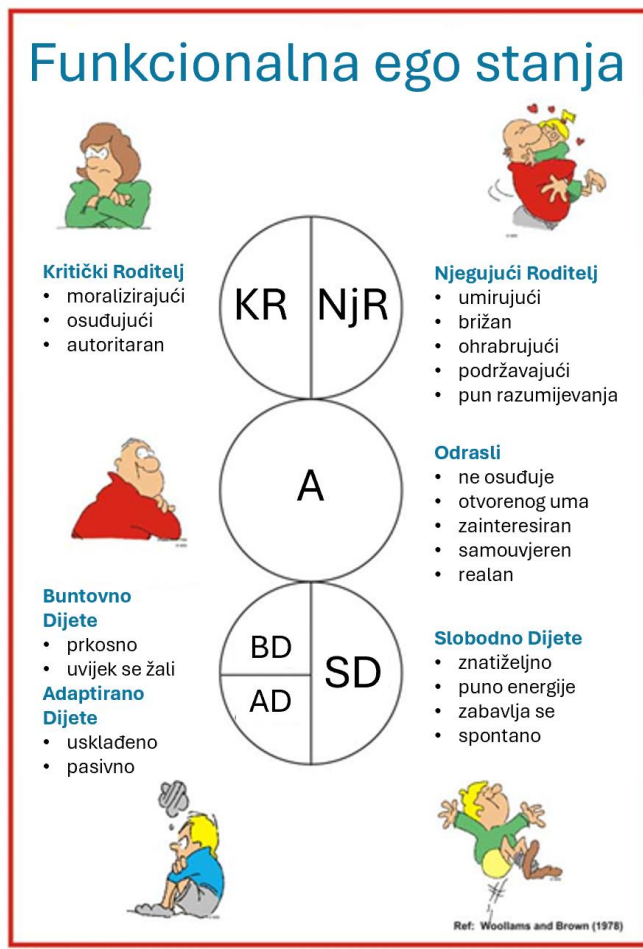 Funkcionalna ego stanja
Kritički Roditelj
• moralizirajući
• osuđujući
• autoritaran
KR
NjR
Njegujući Roditelj
• umirujući
• brižan
• ohrabrujući
• podržavajući
• pun razumijevanja
A
Odrasli
• ne osuđuje
• otvorenog uma
• zainteresiran
• samouvjeren
• realan
Buntovno
Dijete
• prkosno
• uvijek se žali
Adaptirano
Dijete
• usklađeno
• pasivno
BD
AD
SD
Slobodno Dijete
• znatiželjno
• puno energije
• zabavlja se
• spontano
Ref: Woollams and Brown (1978)